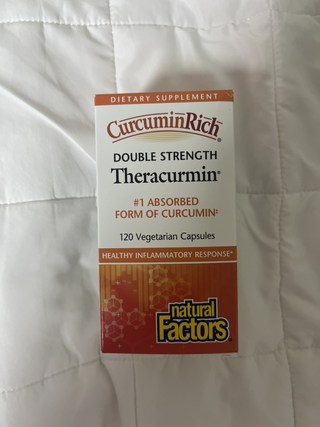 DIETARY SUPPLEMENT
CurcuminRich®
DOUBLE STRENGTH
Theracurmin®
#1 ABSORBED
FORM OF CURCUMIN‡
120 Vegetarian Capsules
HEALTHY INFLAMMATORY RESPONSE*
natural
Factors®